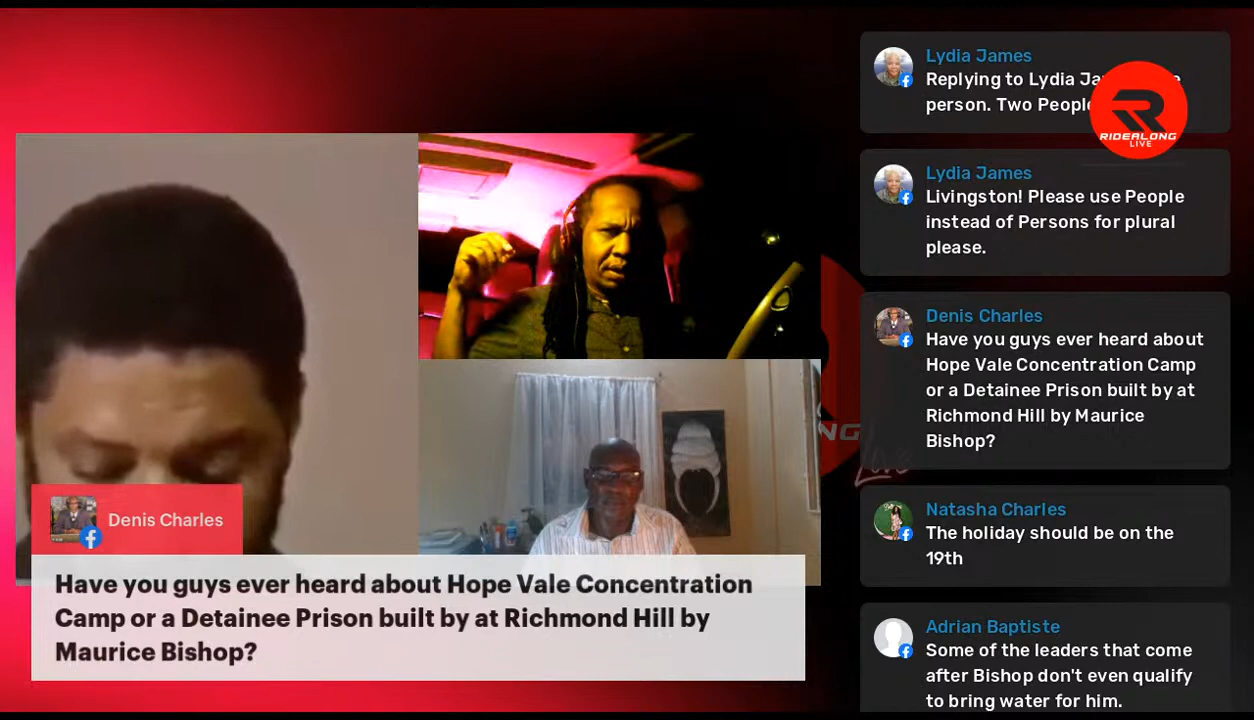 Lydia James
Replying to Lydia
person. Two People
RIDEALONG
LIVE
Lydia James
Livingston! Please use People
instead of Persons for plural
please.
Denis Charles
Have you guys ever heard about
Hope Vale Concentration Camp
or a Detainee Prison built by at
Richmond Hill by Maurice
Bishop?
Natasha Charles
The holiday should be on the
19th
Adrian Baptiste
Some of the leaders that come
after Bishop don't even qualify
to bring water for him.
Live
Denis Charles
Have you guys ever heard about Hope Vale Concentration
Camp or a Detainee Prison built by at Richmond Hill by
Maurice Bishop?